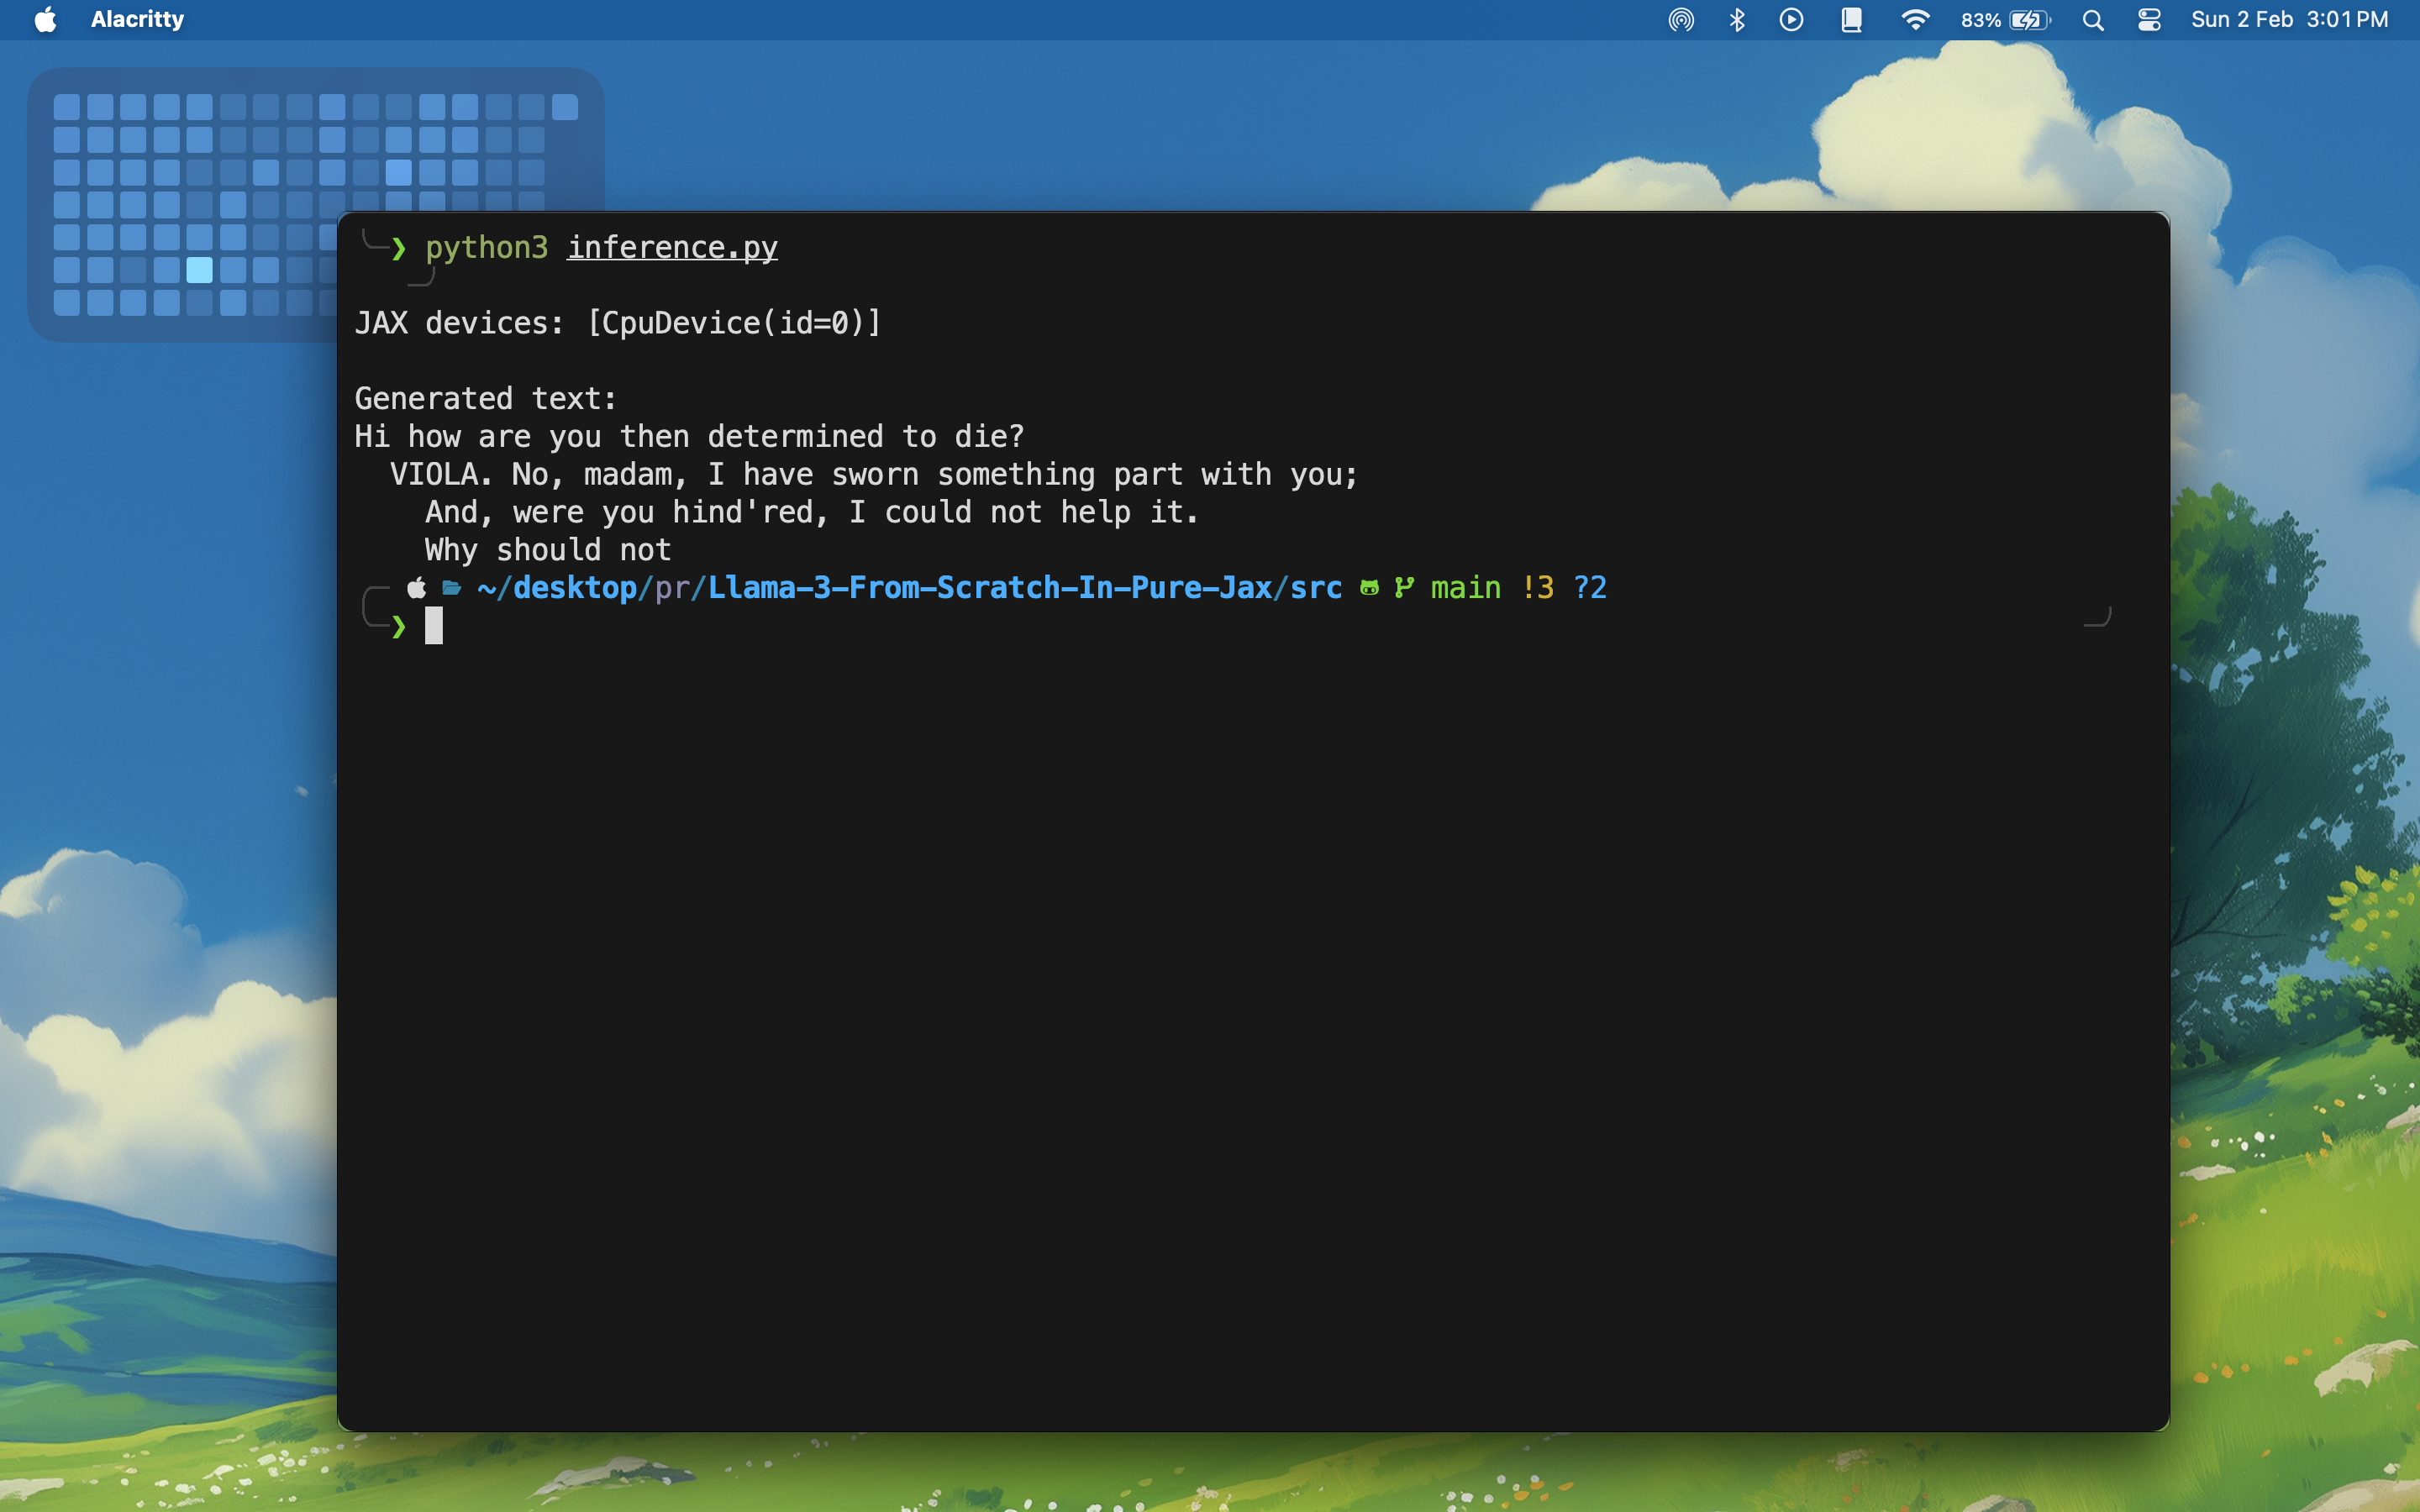 Alacritty
83%
Sun 2 Feb 3:01 PM
❯ python3 inference.py
JAX devices: [CpuDevice(id=0)]
Generated text:
Hi how are you then determined to die?
VIOLA. No, madam, I have sworn something part with you;
And, were you hind'red, I could not help it.
Why should not
~/desktop/pr/Llama-3-From-Scratch-In-Pure-Jax/src main !3 ?2
❯